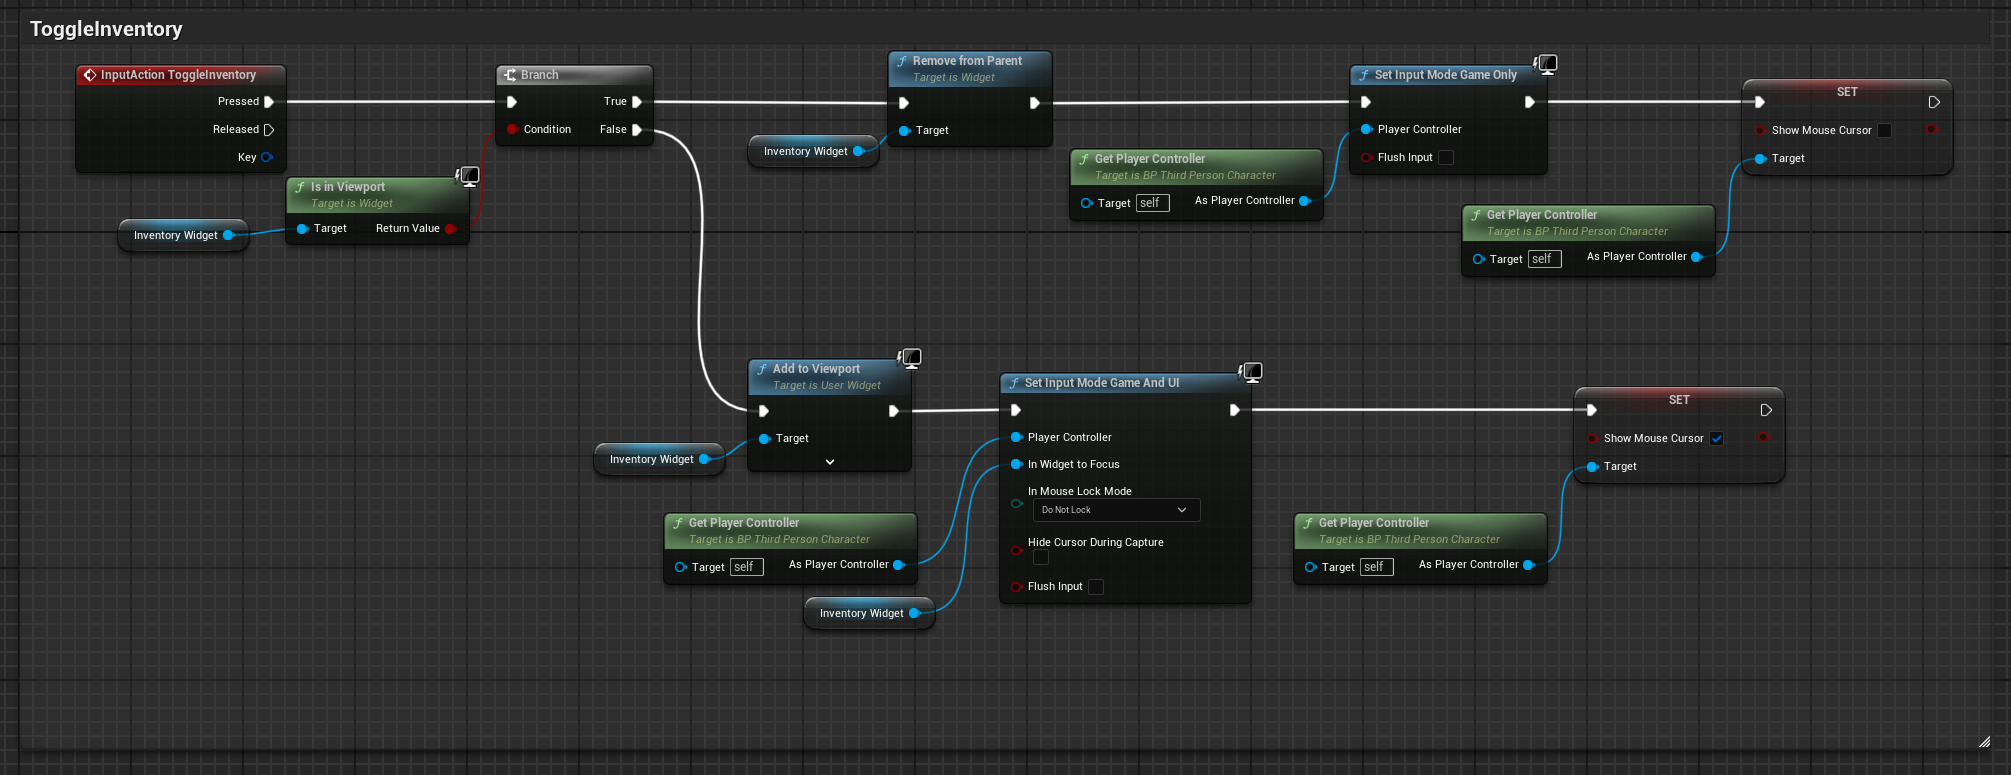 ToggleInventory
InputAction ToggleInventory
Pressed
Released
Key
Inventory Widget
Is in Viewport
Target is Widget
Target
Return Value
Branch
True
Condition
False
Inventory Widget
Remove from Parent
Target is Widget
Target
Get Player Controller
Target is BP Third Person Character
Target self
As Player Controller
Set Input Mode Game Only
Player Controller
Flush Input
Get Player Controller
Target is BP Third Person Character
Target self
As Player Controller
SET
Show Mouse Cursor
Target
Inventory Widget
Add to Viewport
Target is User Widget
Target
Get Player Controller
Target is BP Third Person Character
Target self
As Player Controller
Inventory Widget
Set Input Mode Game And UI
Player Controller
In Widget to Focus
In Mouse Lock Mode
Do Not Lock
Hide Cursor During Capture
Flush Input
Get Player Controller
Target is BP Third Person Character
Target self
As Player Controller
SET
Show Mouse Cursor
Target